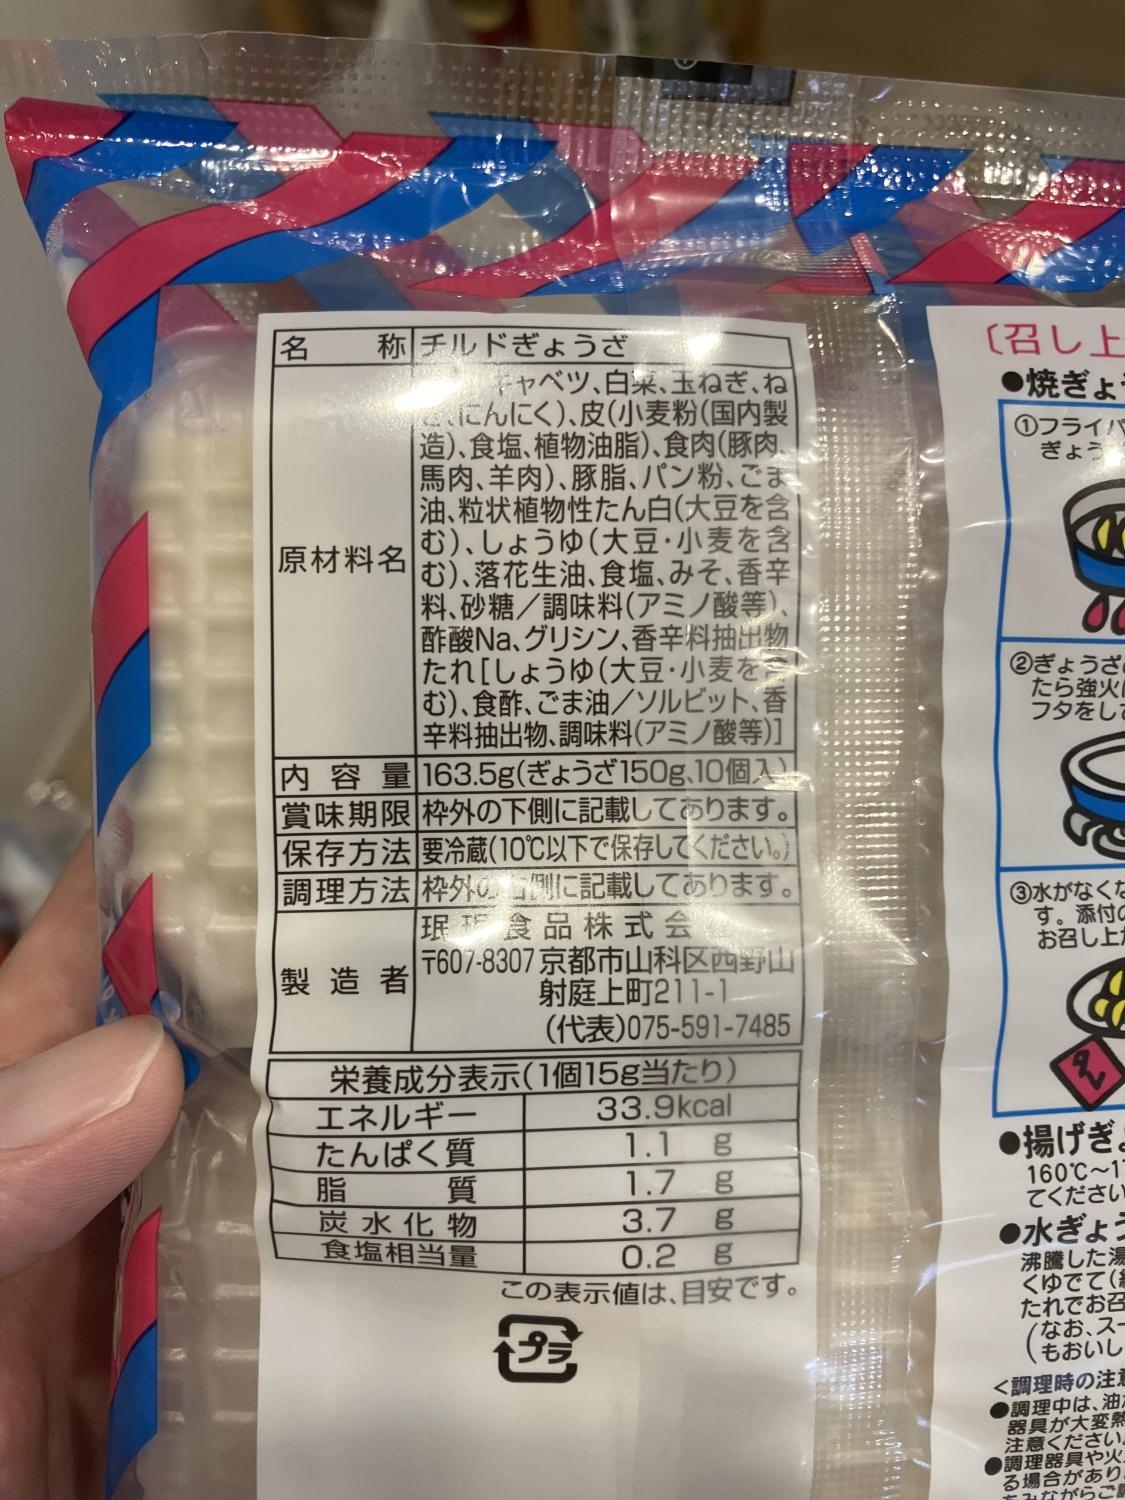 名称 チルドぎょうざ
原材料名
キャベツ、白菜、玉ねぎ、ね
、にんにく)、皮(小麦粉(国内製
造)、食塩、植物油脂)、食肉(豚肉、
馬肉、羊肉)、豚脂、パン粉、ごま
油、粒状植物性たん白(大豆を含
む)、しょうゆ(大豆・小麦を含
む)、落花生油、食塩、みそ、香辛
料、砂糖/調味料(アミノ酸等)、
酢酸Na、グリシン、香辛料抽出物
たれ[しょうゆ(大豆・小麦を含
む)、食酢、ごま油/ソルビット、香
辛料抽出物、調味料(アミノ酸等)]
内容量 163.5g(ぎょうざ150g、10個入)
賞味期限 枠外の下側に記載してあります。
保存方法 要冷蔵(10℃以下で保存してください。)
調理方法 枠外の右側に記載してあります。
製造者
珉珉食品株式会
〒607-8307 京都市山科区西野山
射庭上町211-1
(代表)075-591-7485
栄養成分表示(1個15g当たり)
エネルギー 33.9kcal
たんぱく質 1.1 g
脂質 1.7 g
炭水化物 3.7 g
食塩相当量 0.2 g
この表示値は、目安です。
プラ
〔召し上
●焼ぎょ
①フライパ
ぎょう
②ぎょうざ
たら強火
フタをして
③水がなくな
す。添付の
お召し上が
たれ
●揚げぎょ
160℃～1
てください
●水ぎょう
沸騰した湯
くゆでて(
たれでお召
(なお、スー
もおいし
<調理時の注意
●調理中は、油
器具が大変熱
注意ください
●調理器具や火
る場合があり